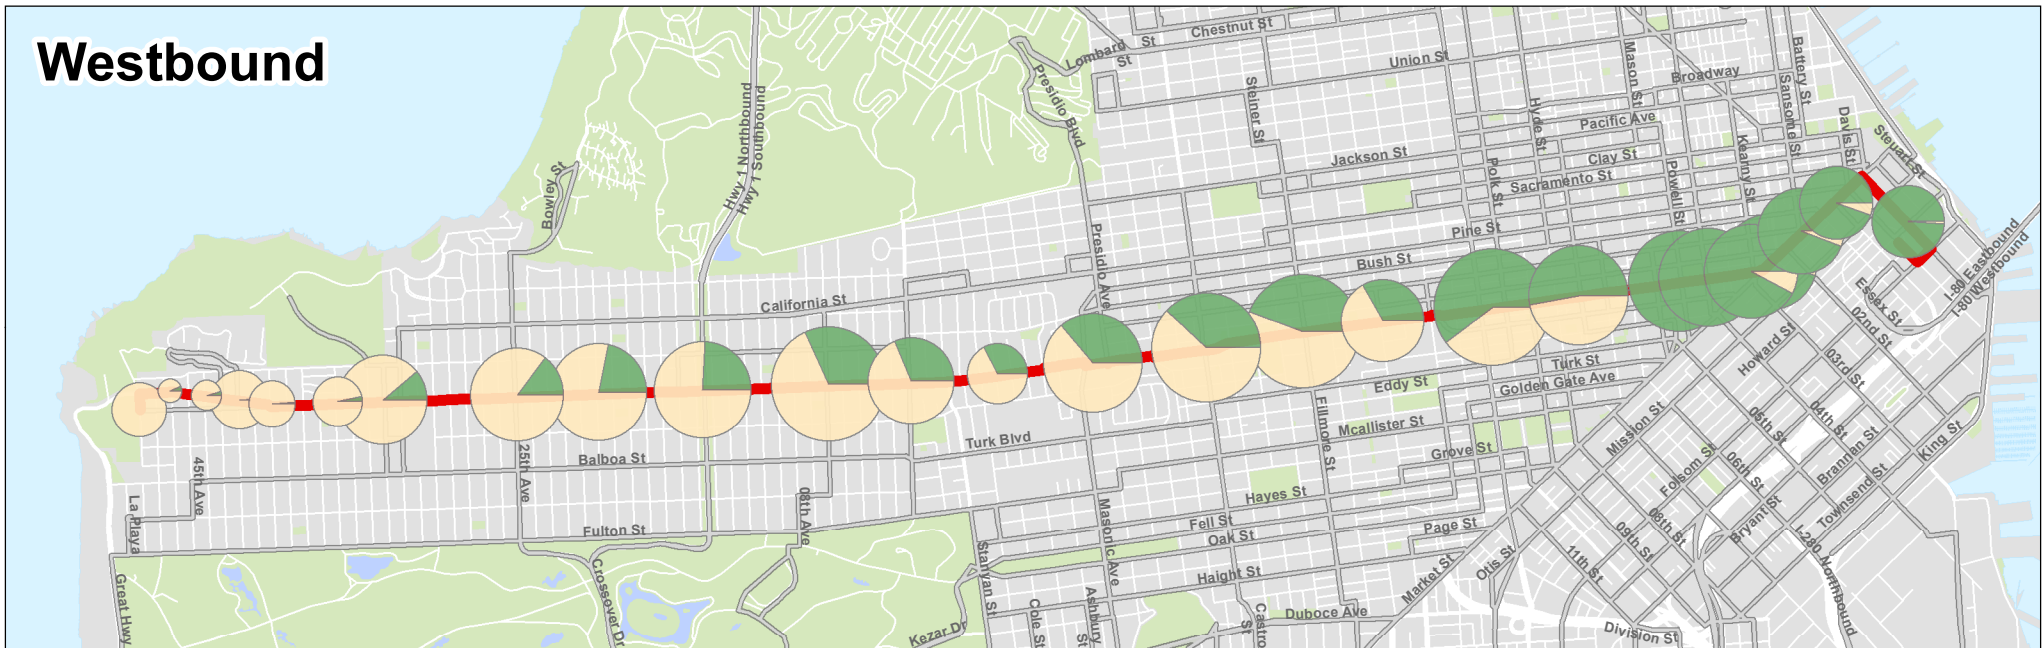 Westbound
Chestnut St
Lombard St
St
Union St
Broadway
Battery St
Mason St
Sansome St
Presidio Blvd
Steiner St
Hwy 1 Northbound
Hwy 1 Southbound
Hyde St
Pacific Ave
Davis St
Steuart St
Jackson St
Clay St
Kearny St
Polk St
Sacramento St
Powell St
Bowley St
Presidio Ave
Pine St
Bush St
California St
I-80 Eastbound
I-80 Westbound
Essex St
02nd St
Howard St
03rd St
Turk St
Eddy St
Golden Gate Ave
Fillmore St
Mcallister St
Mission St
05th St
04th St
Brannan St
King St
Turk Blvd
Balboa St
45th Ave
25th Ave
08th Ave
La Playa
Grove St
Folsom St
06th St
Townsend St
Hayes St
Masonic Ave
Fell St
Page St
Oak St
08th St
Bryant St
09th St
I-280 Northbound
Fulton St
Stanyan St
Crossover Dr
Great Hwy
Haight St
Market St
Otis St
11th St
Ashbury St
Cole St
Castro St
Duboce Ave
Division St
Kezar Dr